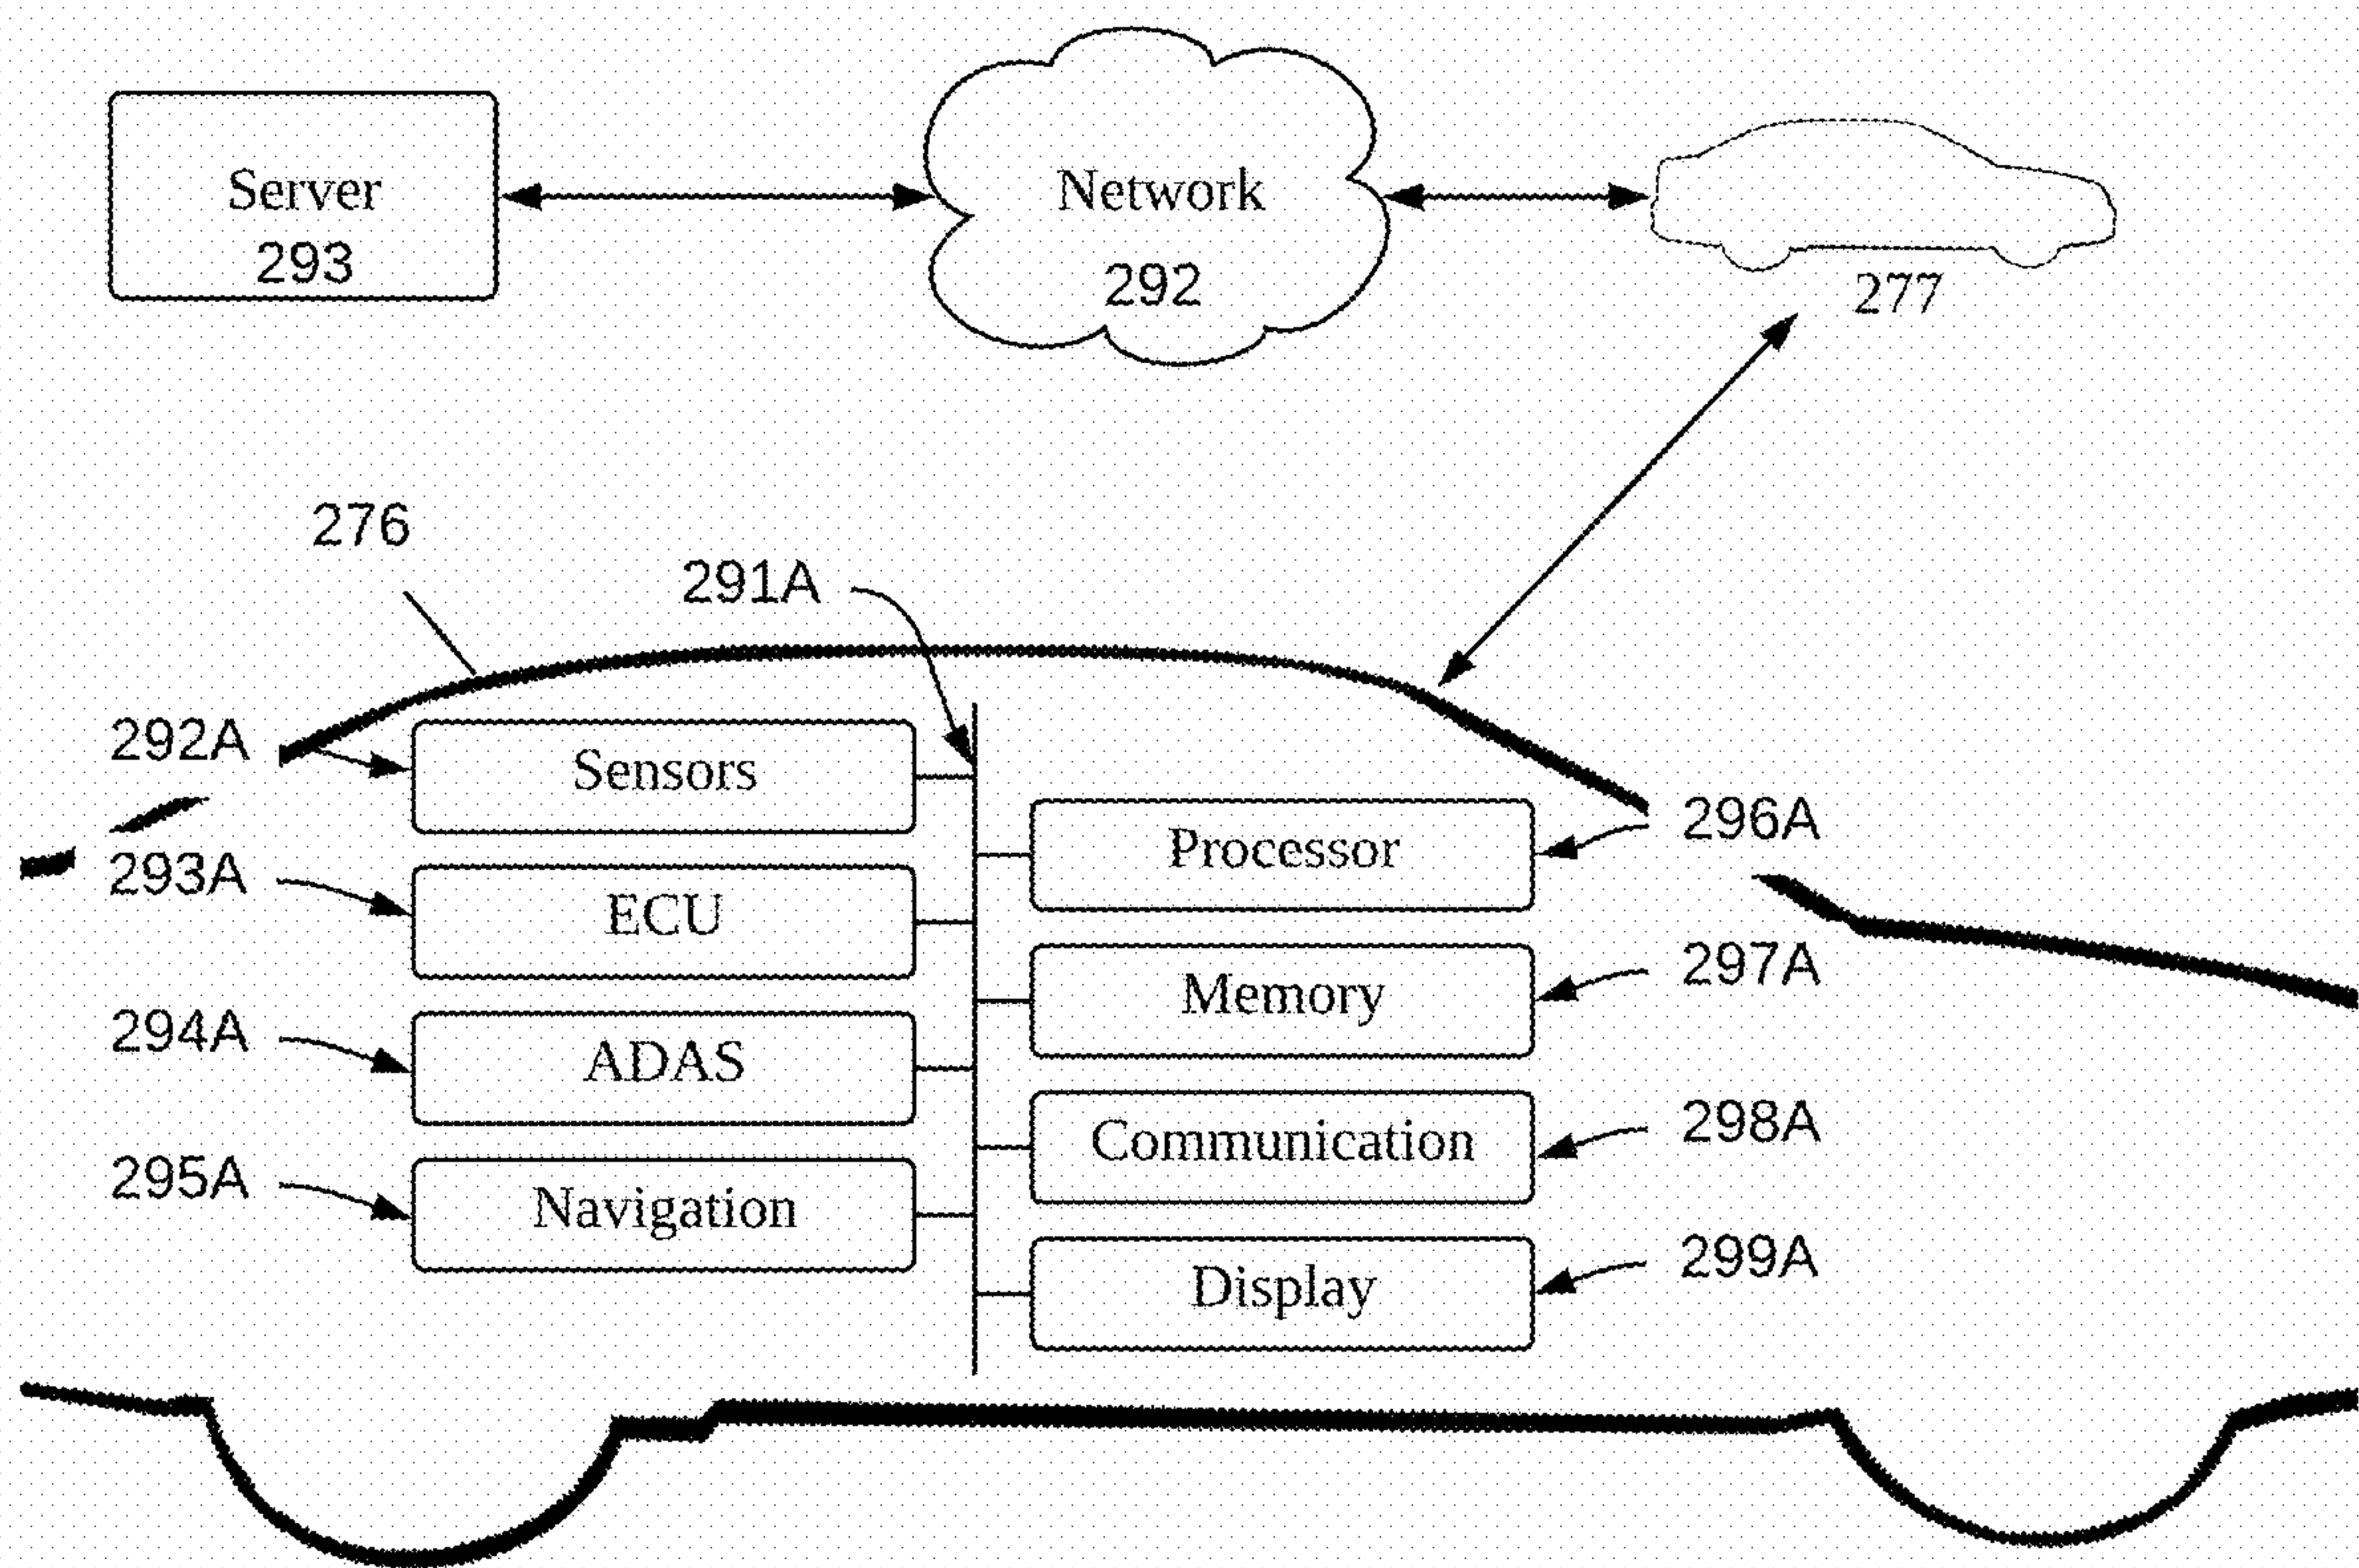 Server
293
Network
292
277
276
291A
292A
Sensors
Processor
296A
293A
ECU
Memory
297A
294A
ADAS
Communication
298A
295A
Navigation
Display
299A